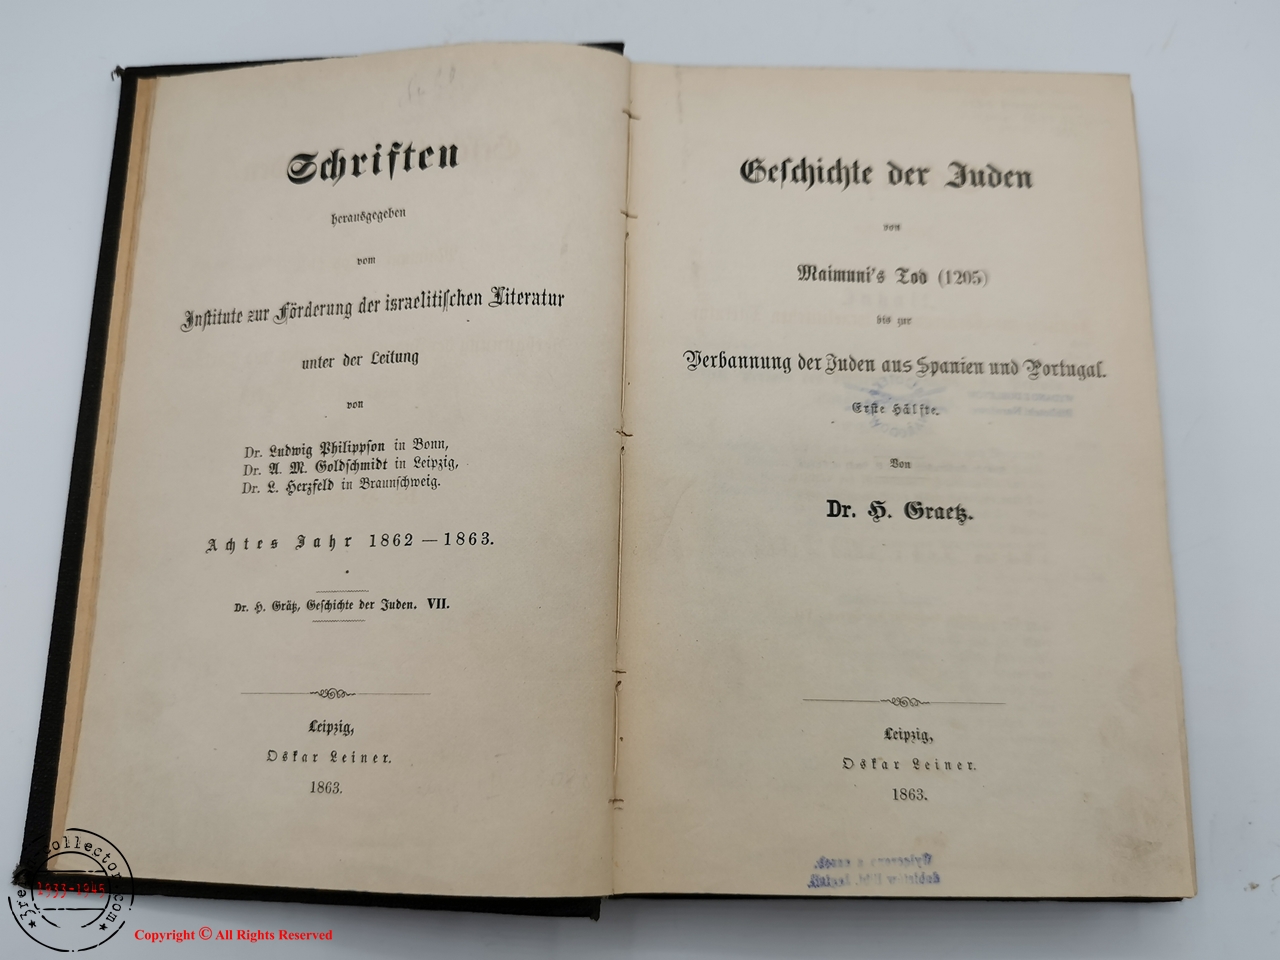 Schriften
herausgegeben
vom
Institute zur Förderung der israelitischen Literatur
unter der Leitung
von
Dr. Ludwig Philippson in Bonn,
Dr. A. M. Goldschmidt in Leipzig,
Dr. L. Herzfeld in Braunschweig.
Achtes Jahr 1862 — 1863.
Dr. H. Grätz, Geschichte der Juden. VII.
Leipzig,
Oskar Leiner.
1863.
Geschichte der Juden
von
Maimuni's Tod (1205)
bis zur
Verbannung der Juden aus Spanien und Portugal.
Erste Hälfte.
Von
Dr. H. Graetz.
Leipzig,
Oskar Leiner.
1863.
3reichcollector.com
1933-1945
Copyright © All Rights Reserved